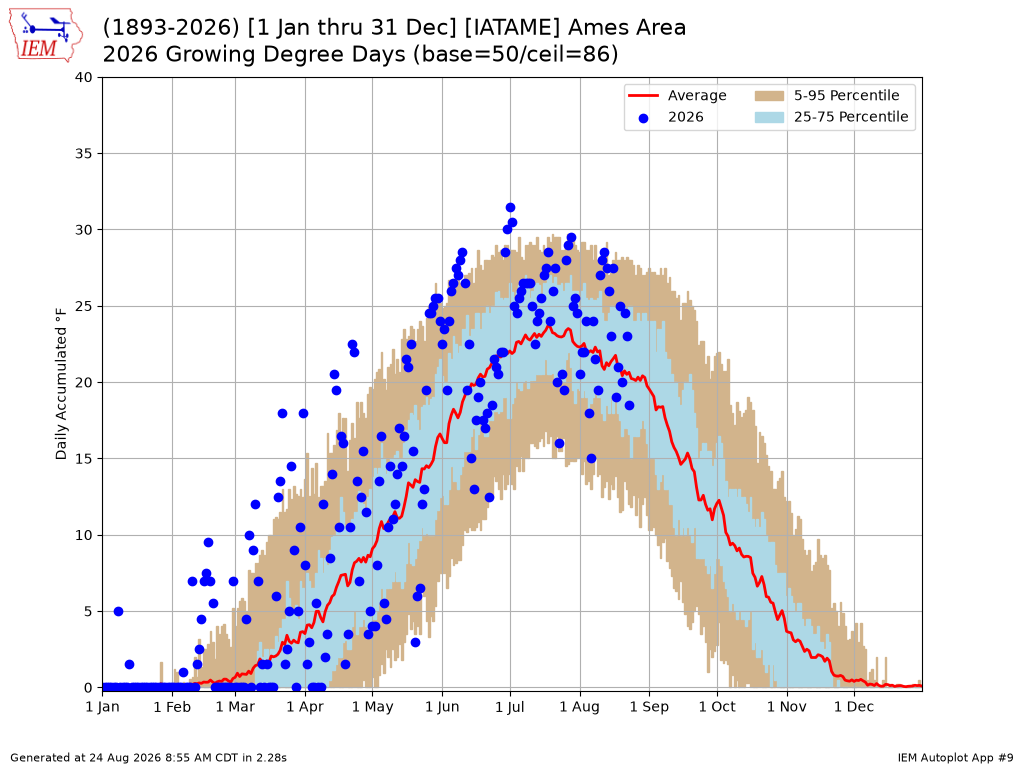 (1893-2026) [1 Jan thru 31 Dec] [IATAME] Ames Area
2026 Growing Degree Days (base=50/ceil=86)
IEM
Average
2026
5-95 Percentile
25-75 Percentile
Daily Accumulated °F
40
35
30
25
20
15
10
5
0
1 Jan 1 Feb 1 Mar 1 Apr 1 May 1 Jun 1 Jul 1 Aug 1 Sep 1 Oct 1 Nov 1 Dec
Generated at 24 Aug 2026 8:55 AM CDT in 2.28s
IEM Autoplot App #9